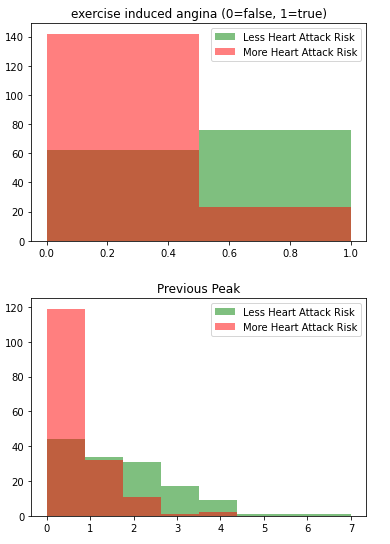 exercise induced angina (0=false, 1=true)
140
120
100
80
60
40
20
0
Less Heart Attack Risk
More Heart Attack Risk
0.0 0.2 0.4 0.6 0.8 1.0
Previous Peak
120
100
80
60
40
20
0
Less Heart Attack Risk
More Heart Attack Risk
0 1 2 3 4 5 6 7